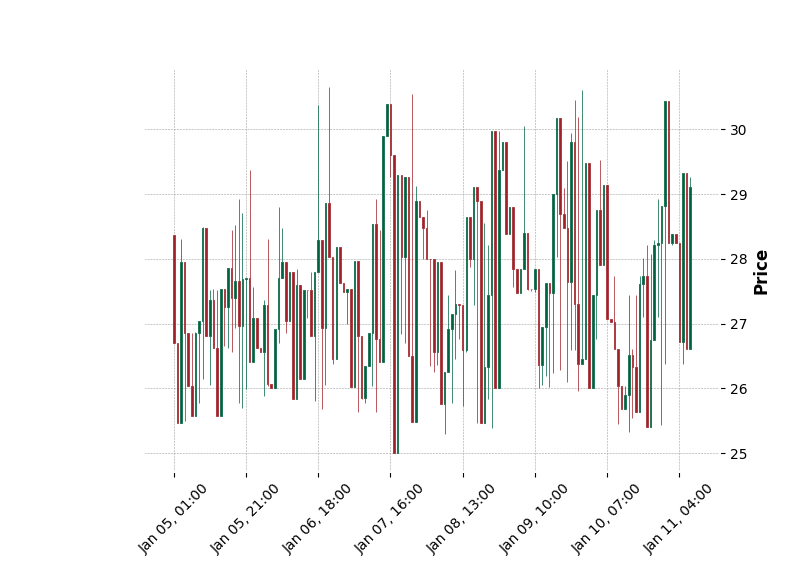 30
29
28
27
26
25
Price
Jan 05, 01:00
Jan 05, 21:00
Jan 06, 18:00
Jan 07, 16:00
Jan 08, 13:00
Jan 09, 10:00
Jan 10, 07:00
Jan 11, 04:00